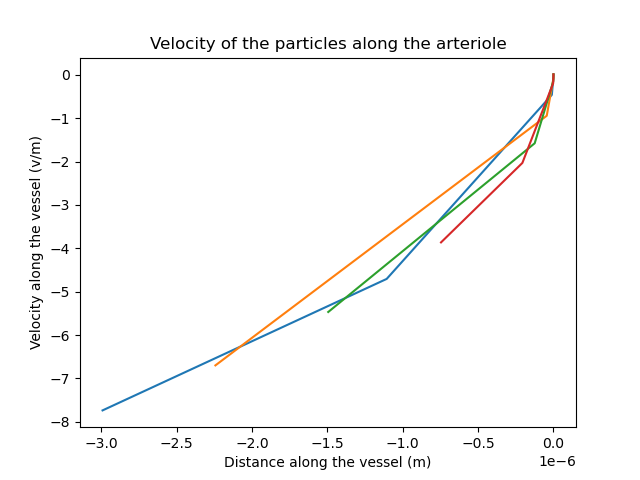 Velocity of the particles along the arteriole
Velocity along the vessel (v/m)
0
−1
−2
−3
−4
−5
−6
−7
−8
−3.0 −2.5 −2.0 −1.5 −1.0 −0.5 0.0
Distance along the vessel (m)
1e−6